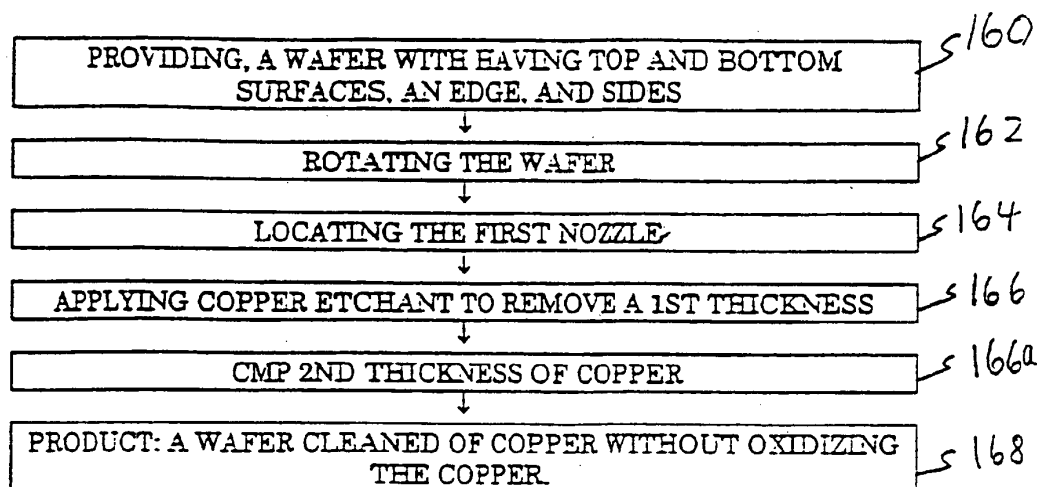 PROVIDING, A WAFER WITH HAVING TOP AND BOTTOM
SURFACES, AN EDGE, AND SIDES
160
ROTATING THE WAFER
162
LOCATING THE FIRST NOZZLE
164
APPLYING COPPER ETCHANT TO REMOVE A 1ST THICKNESS
166
CMP 2ND THICKNESS OF COPPER
166a
PRODUCT: A WAFER CLEANED OF COPPER WITHOUT OXIDIZING
THE COPPER.
168